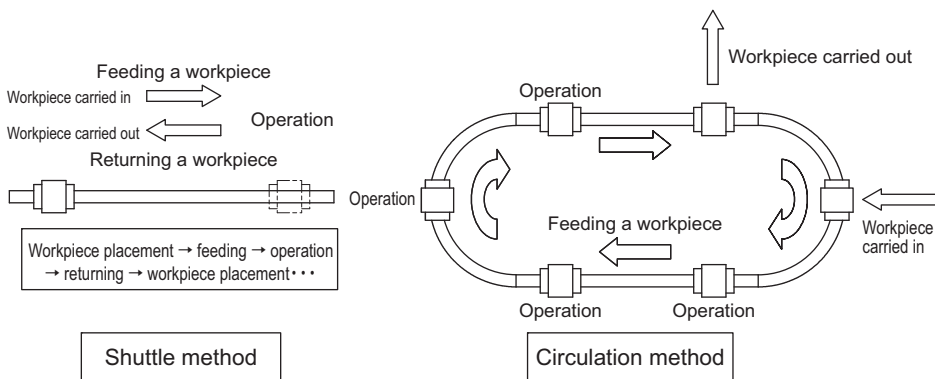 Feeding a workpiece
Workpiece carried in
Workpiece carried out
Operation
Returning a workpiece
Workpiece placement → feeding → operation
→ returning → workpiece placement･･･
Shuttle method
Workpiece carried out
Operation
Operation
Feeding a workpiece
Workpiece
carried in
Operation
Operation
Circulation method